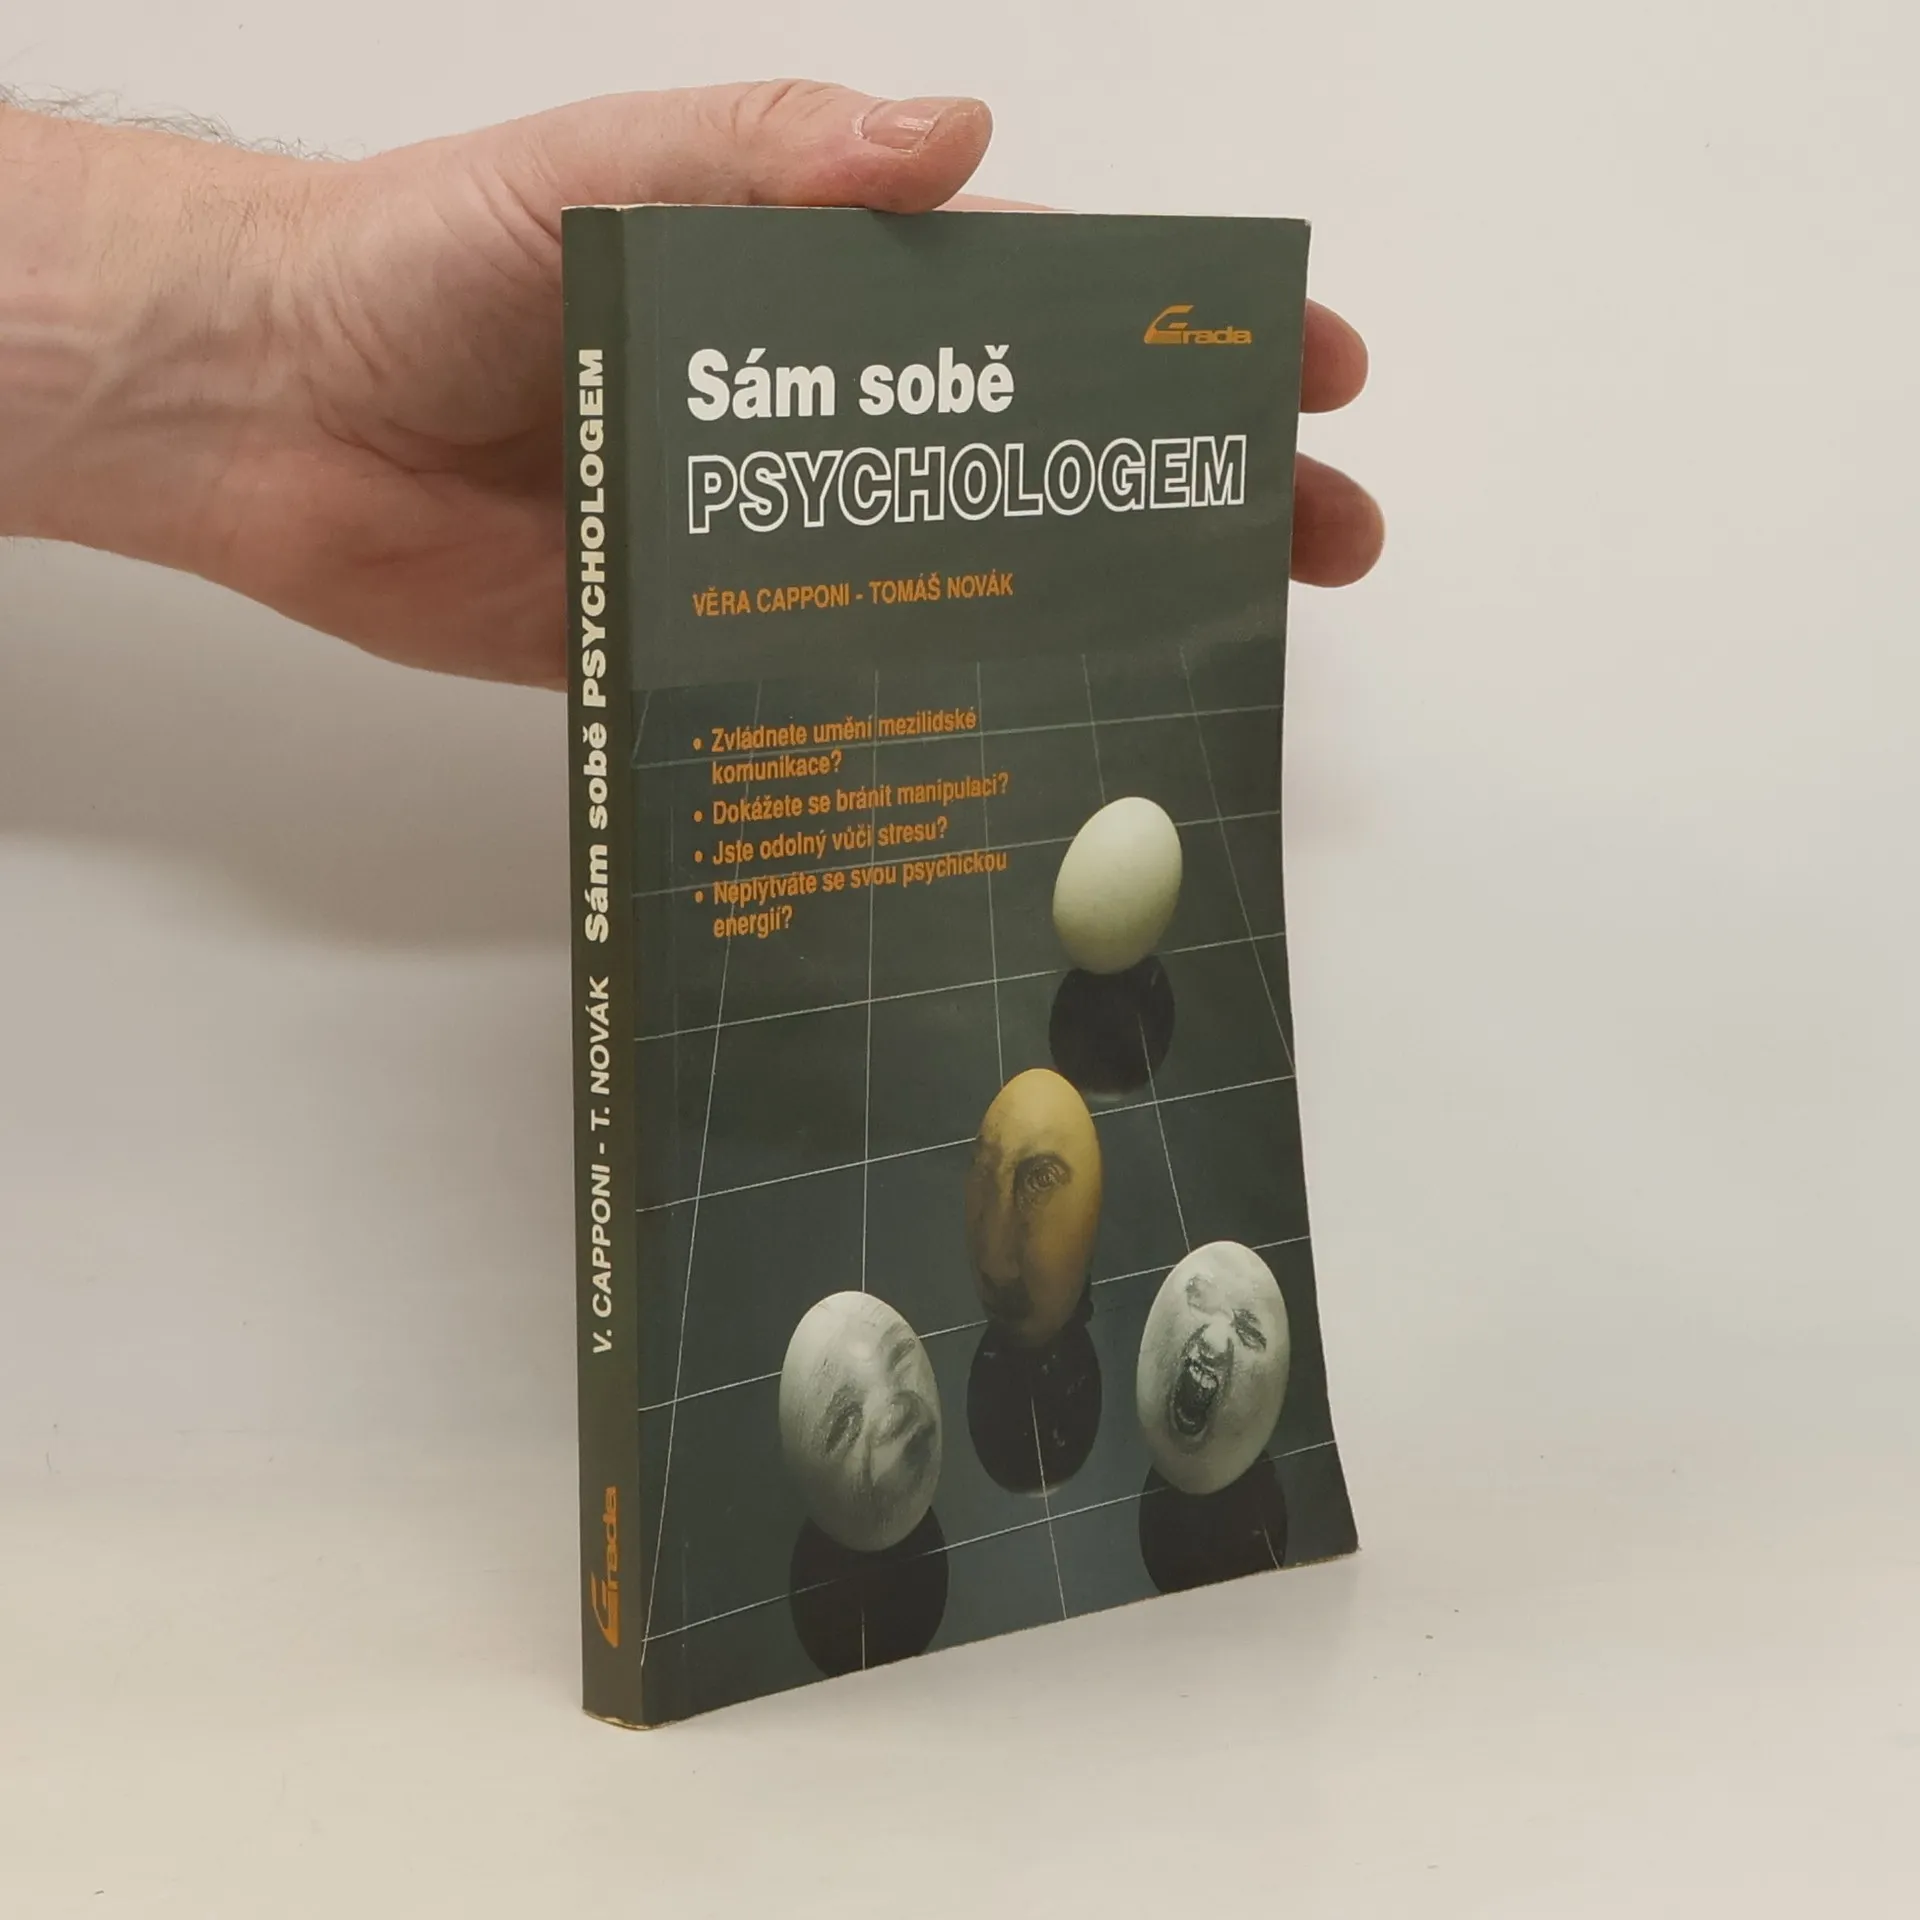 Grada
Sám sobě
PSYCHOLOGEM
VĚRA CAPPONI - TOMÁŠ NOVÁK
• Zvládnete umění mezilidské
komunikace?
• Dokážete se bránit manipulaci?
• Jste odolný vůči stresu?
• Neplýtváte se svou psychickou
energií?
V. CAPPONI - T. NOVÁK Sám sobě PSYCHOLOGEM
Grada